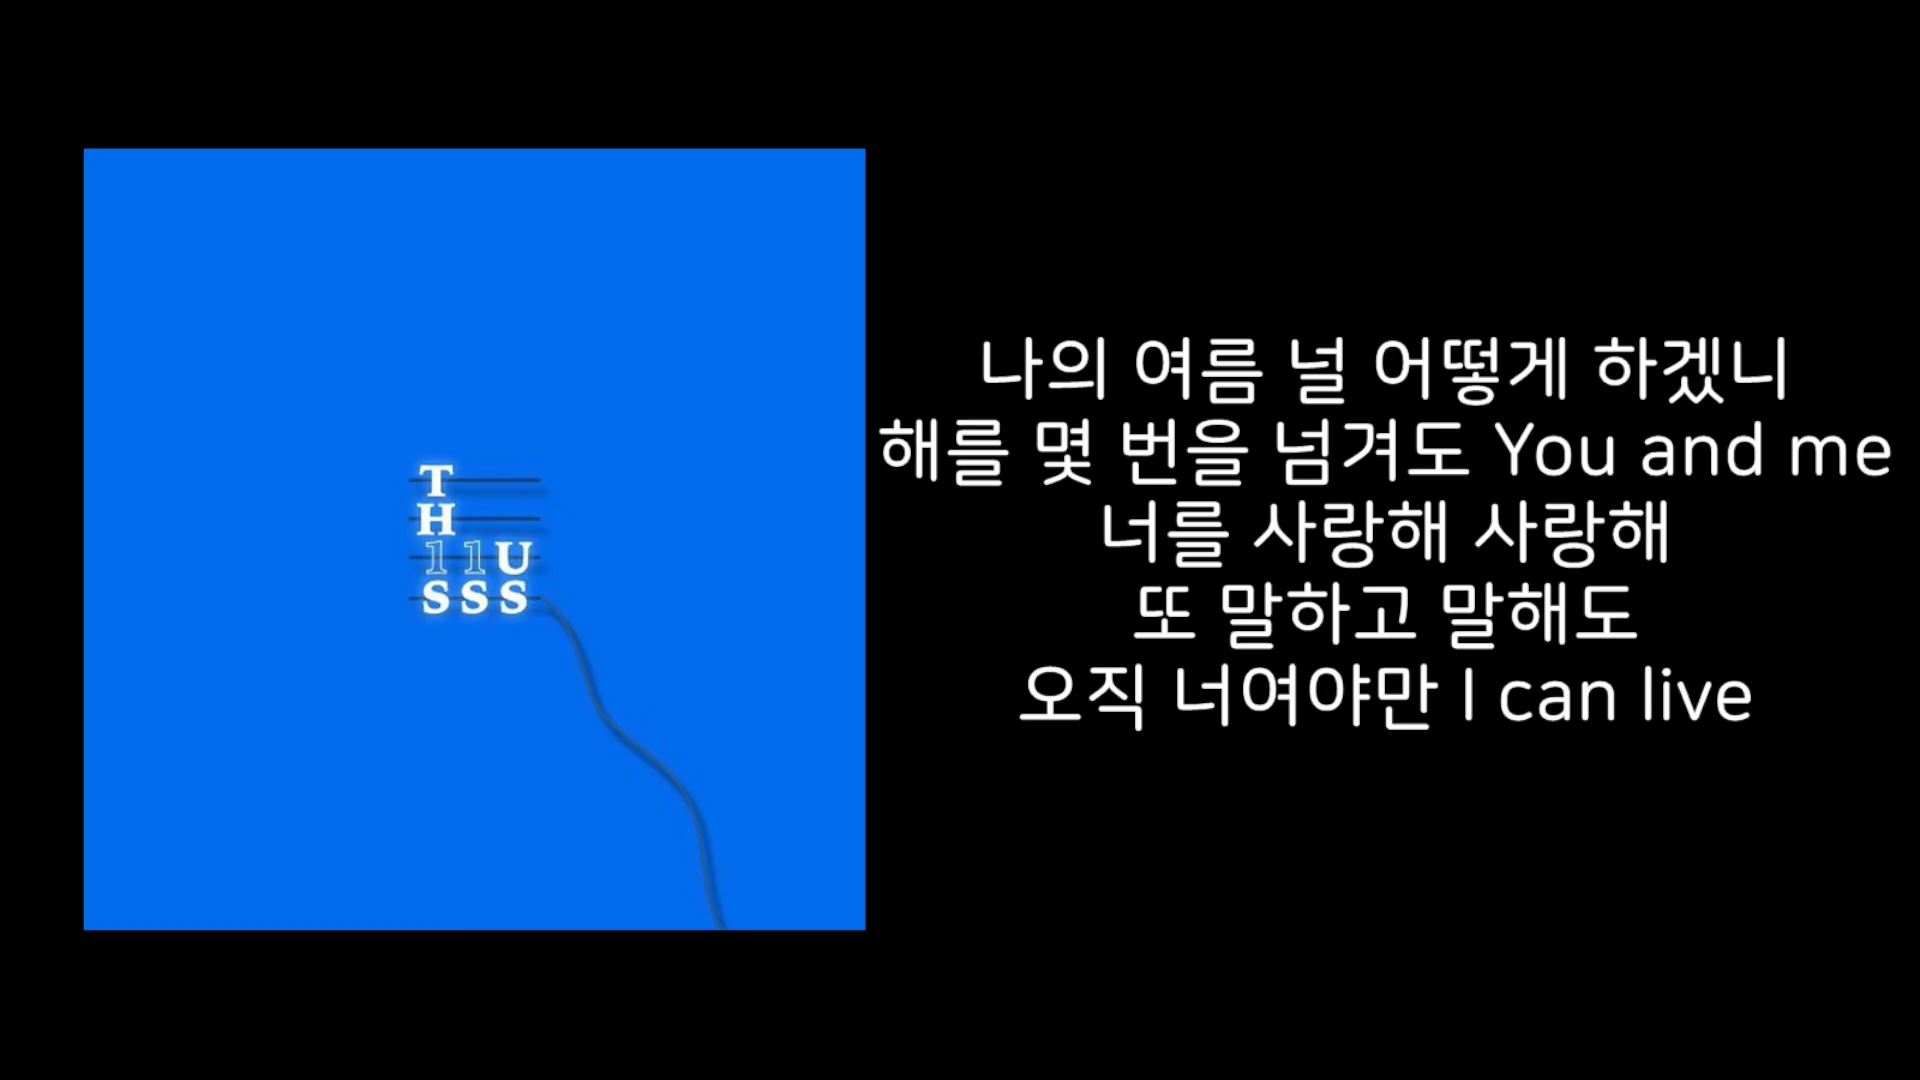 T
H
11U
SSS
나의 여름 널 어떻게 하겠니
해를 몇 번을 넘겨도 You and me
너를 사랑해 사랑해
또 말하고 말해도
오직 너여야만 I can live